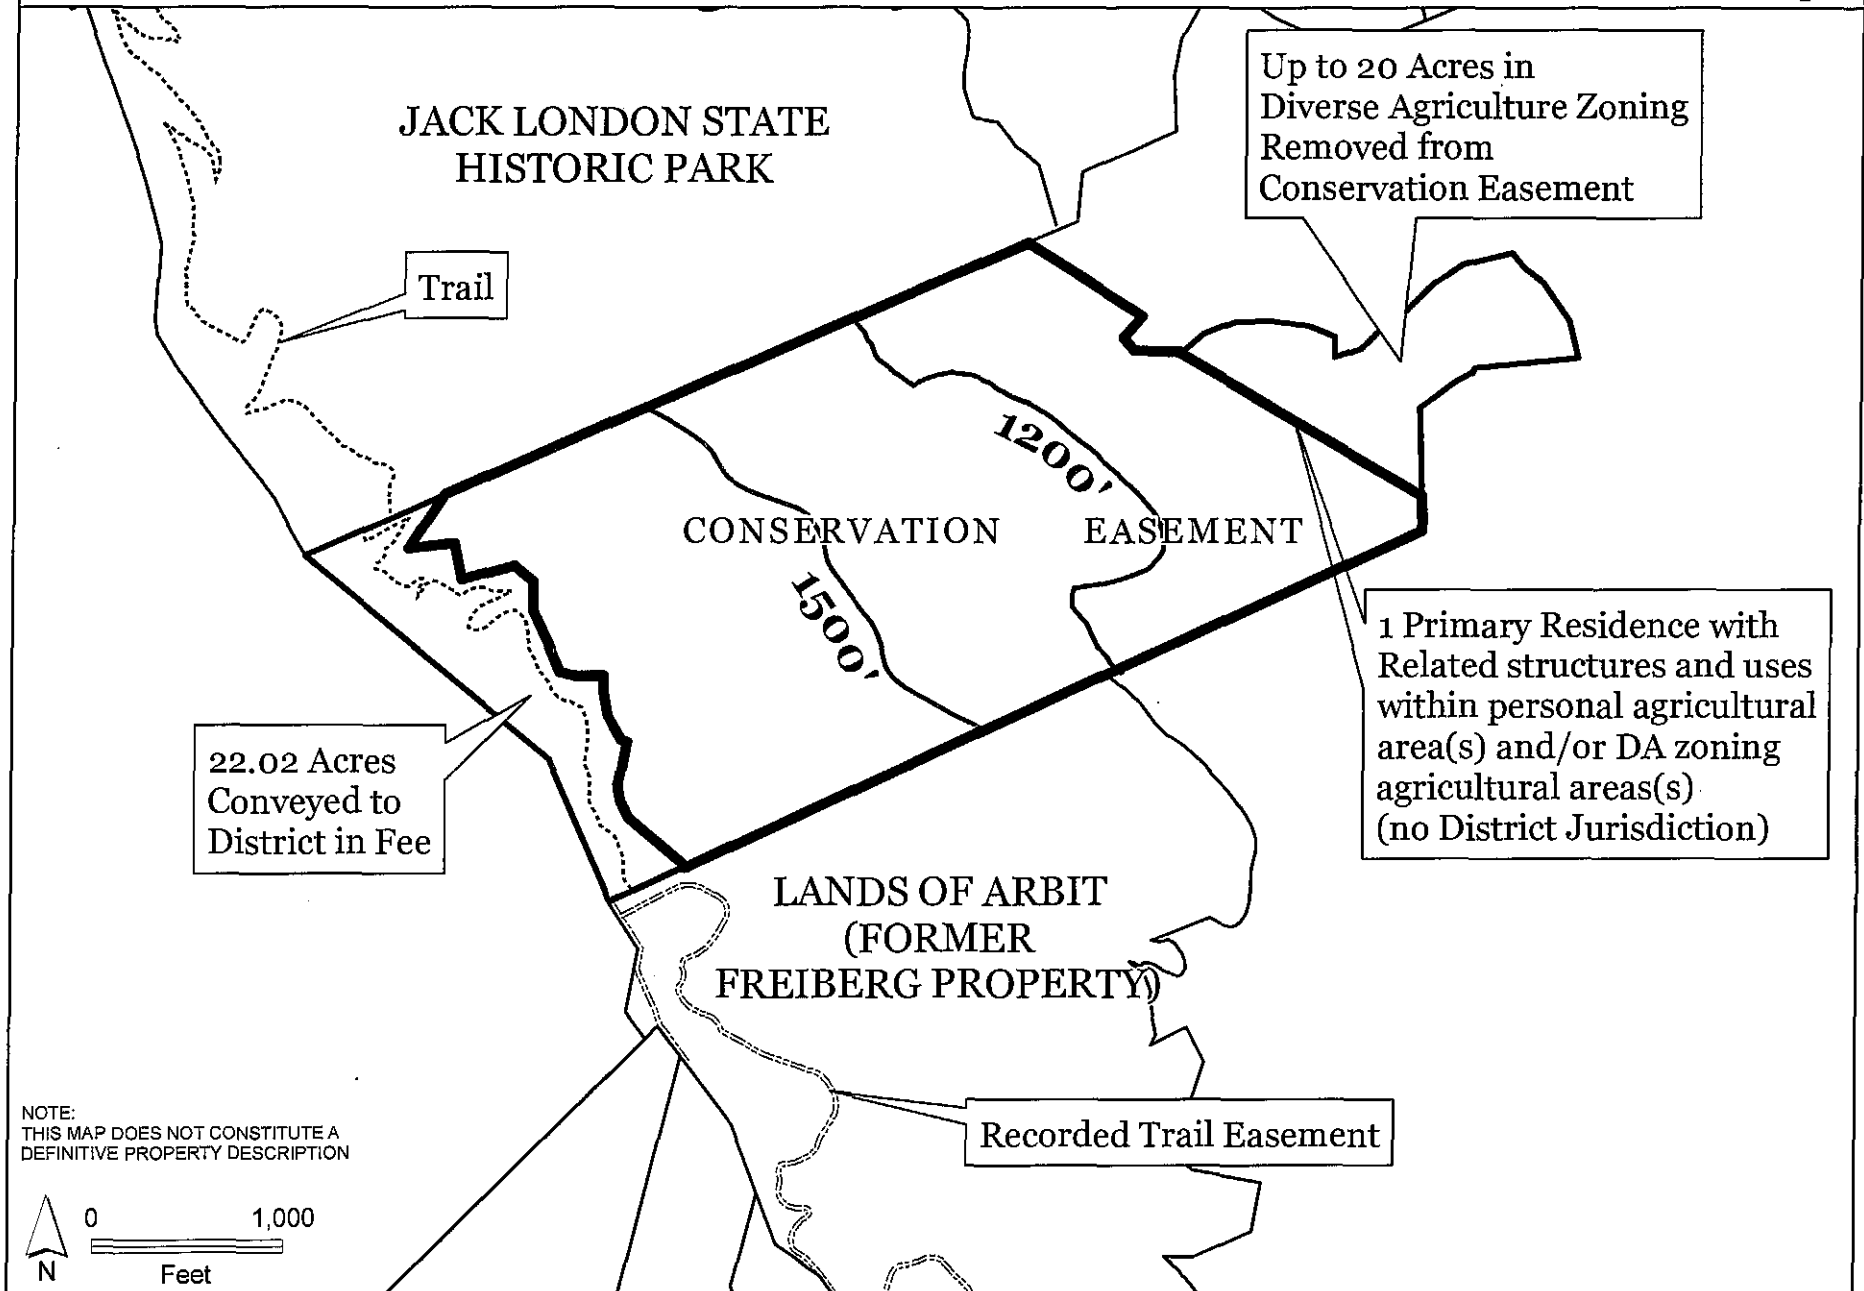 JACK LONDON STATE
HISTORIC PARK
Up to 20 Acres in
Diverse Agriculture Zoning
Removed from
Conservation Easement
Trail
1200'
CONSERVATION EASEMENT
1500'
1 Primary Residence with
Related structures and uses
within personal agricultural
area(s) and/or DA zoning
agricultural areas(s)
(no District Jurisdiction)
22.02 Acres
Conveyed to
District in Fee
LANDS OF ARBIT
(FORMER
FREIBERG PROPERTY)
Recorded Trail Easement
NOTE:
THIS MAP DOES NOT CONSTITUTE A
DEFINITIVE PROPERTY DESCRIPTION
0 1,000
N Feet